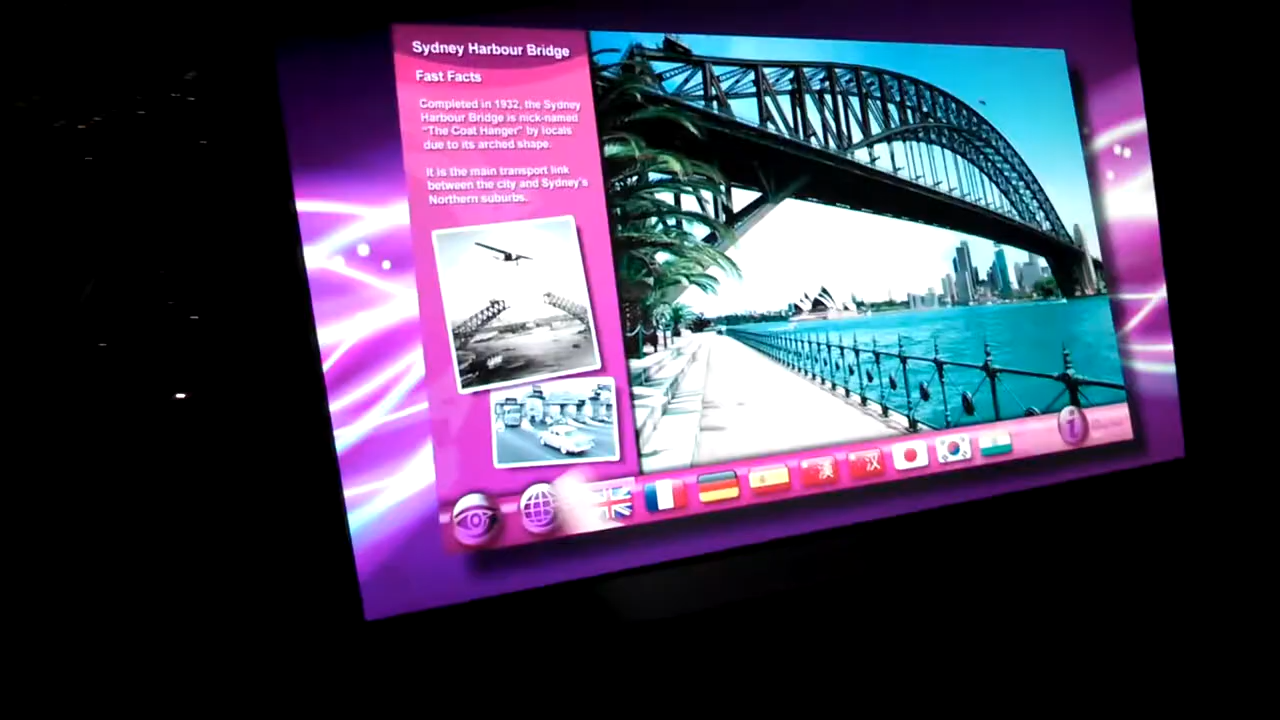 Sydney Harbour Bridge
Fast Facts
Completed in 1932, the Sydney
Harbour Bridge is nick-named
"The Coat Hanger" by locals
due to its arched shape.
It is the main transport link
between the city and Sydney's
Northern suburbs.
漢
汉
i